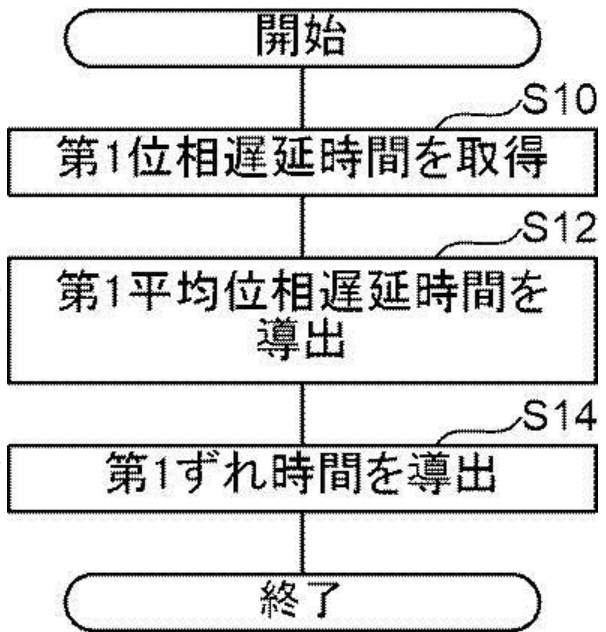 開始
S10
第1位相遅延時間を取得
S12
第1平均位相遅延時間を
導出
S14
第1ずれ時間を導出
終了